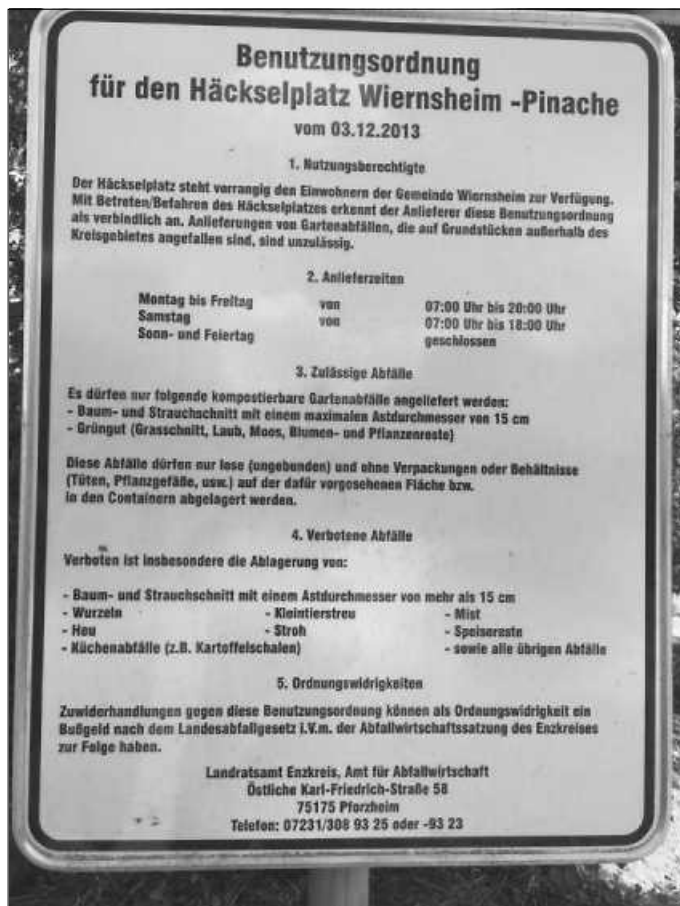 Benutzungsordnung
für den Häckselplatz Wiernsheim -Pinache
vom 03.12.2013
1. Nutzungsberechtigte
Der Häckselplatz steht vorrangig den Einwohnern der Gemeinde Wiernsheim zur Verfügung.
Mit Betreten/Befahren des Häckselplatzes erkennt der Anlieferer diese Benutzungsordnung
als verbindlich an. Anlieferungen von Gartenabfällen, die auf Grundstücken außerhalb des
Kreisgebietes angefallen sind, sind unzulässig.
2. Anlieferzeiten
Montag bis Freitag von 07:00 Uhr bis 20:00 Uhr
Samstag von 07:00 Uhr bis 18:00 Uhr
Sonn- und Feiertag geschlossen
3. Zulässige Abfälle
Es dürfen nur folgende kompostierbare Gartenabfälle angeliefert werden:
- Baum- und Strauchschnitt mit einem maximalen Astdurchmesser von 15 cm
- Grüngut (Grasschnitt, Laub, Moos, Blumen- und Pflanzenreste)
Diese Abfälle dürfen nur lose (ungebunden) und ohne Verpackungen oder Behältnisse
(Tüten, Pflanzgefäße, usw.) auf der dafür vorgesehenen Fläche bzw.
in den Containern abgelagert werden.
4. Verbotene Abfälle
Verboten ist insbesondere die Ablagerung von:
- Baum- und Strauchschnitt mit einem Astdurchmesser von mehr als 15 cm
- Wurzeln - Kleintierstreu - Mist
- Heu - Stroh - Speisereste
- Küchenabfälle (z.B. Kartoffelschalen) - sowie alle übrigen Abfälle
5. Ordnungswidrigkeiten
Zuwiderhandlungen gegen diese Benutzungsordnung können als Ordnungswidrigkeit ein
Bußgeld nach dem Landesabfallgesetz i.V.m. der Abfallwirtschaftssatzung des Enzkreises
zur Folge haben.
Landratsamt Enzkreis, Amt für Abfallwirtschaft
Östliche Karl-Friedrich-Straße 58
75175 Pforzheim
Telefon: 07231/308 93 25 oder -93 23